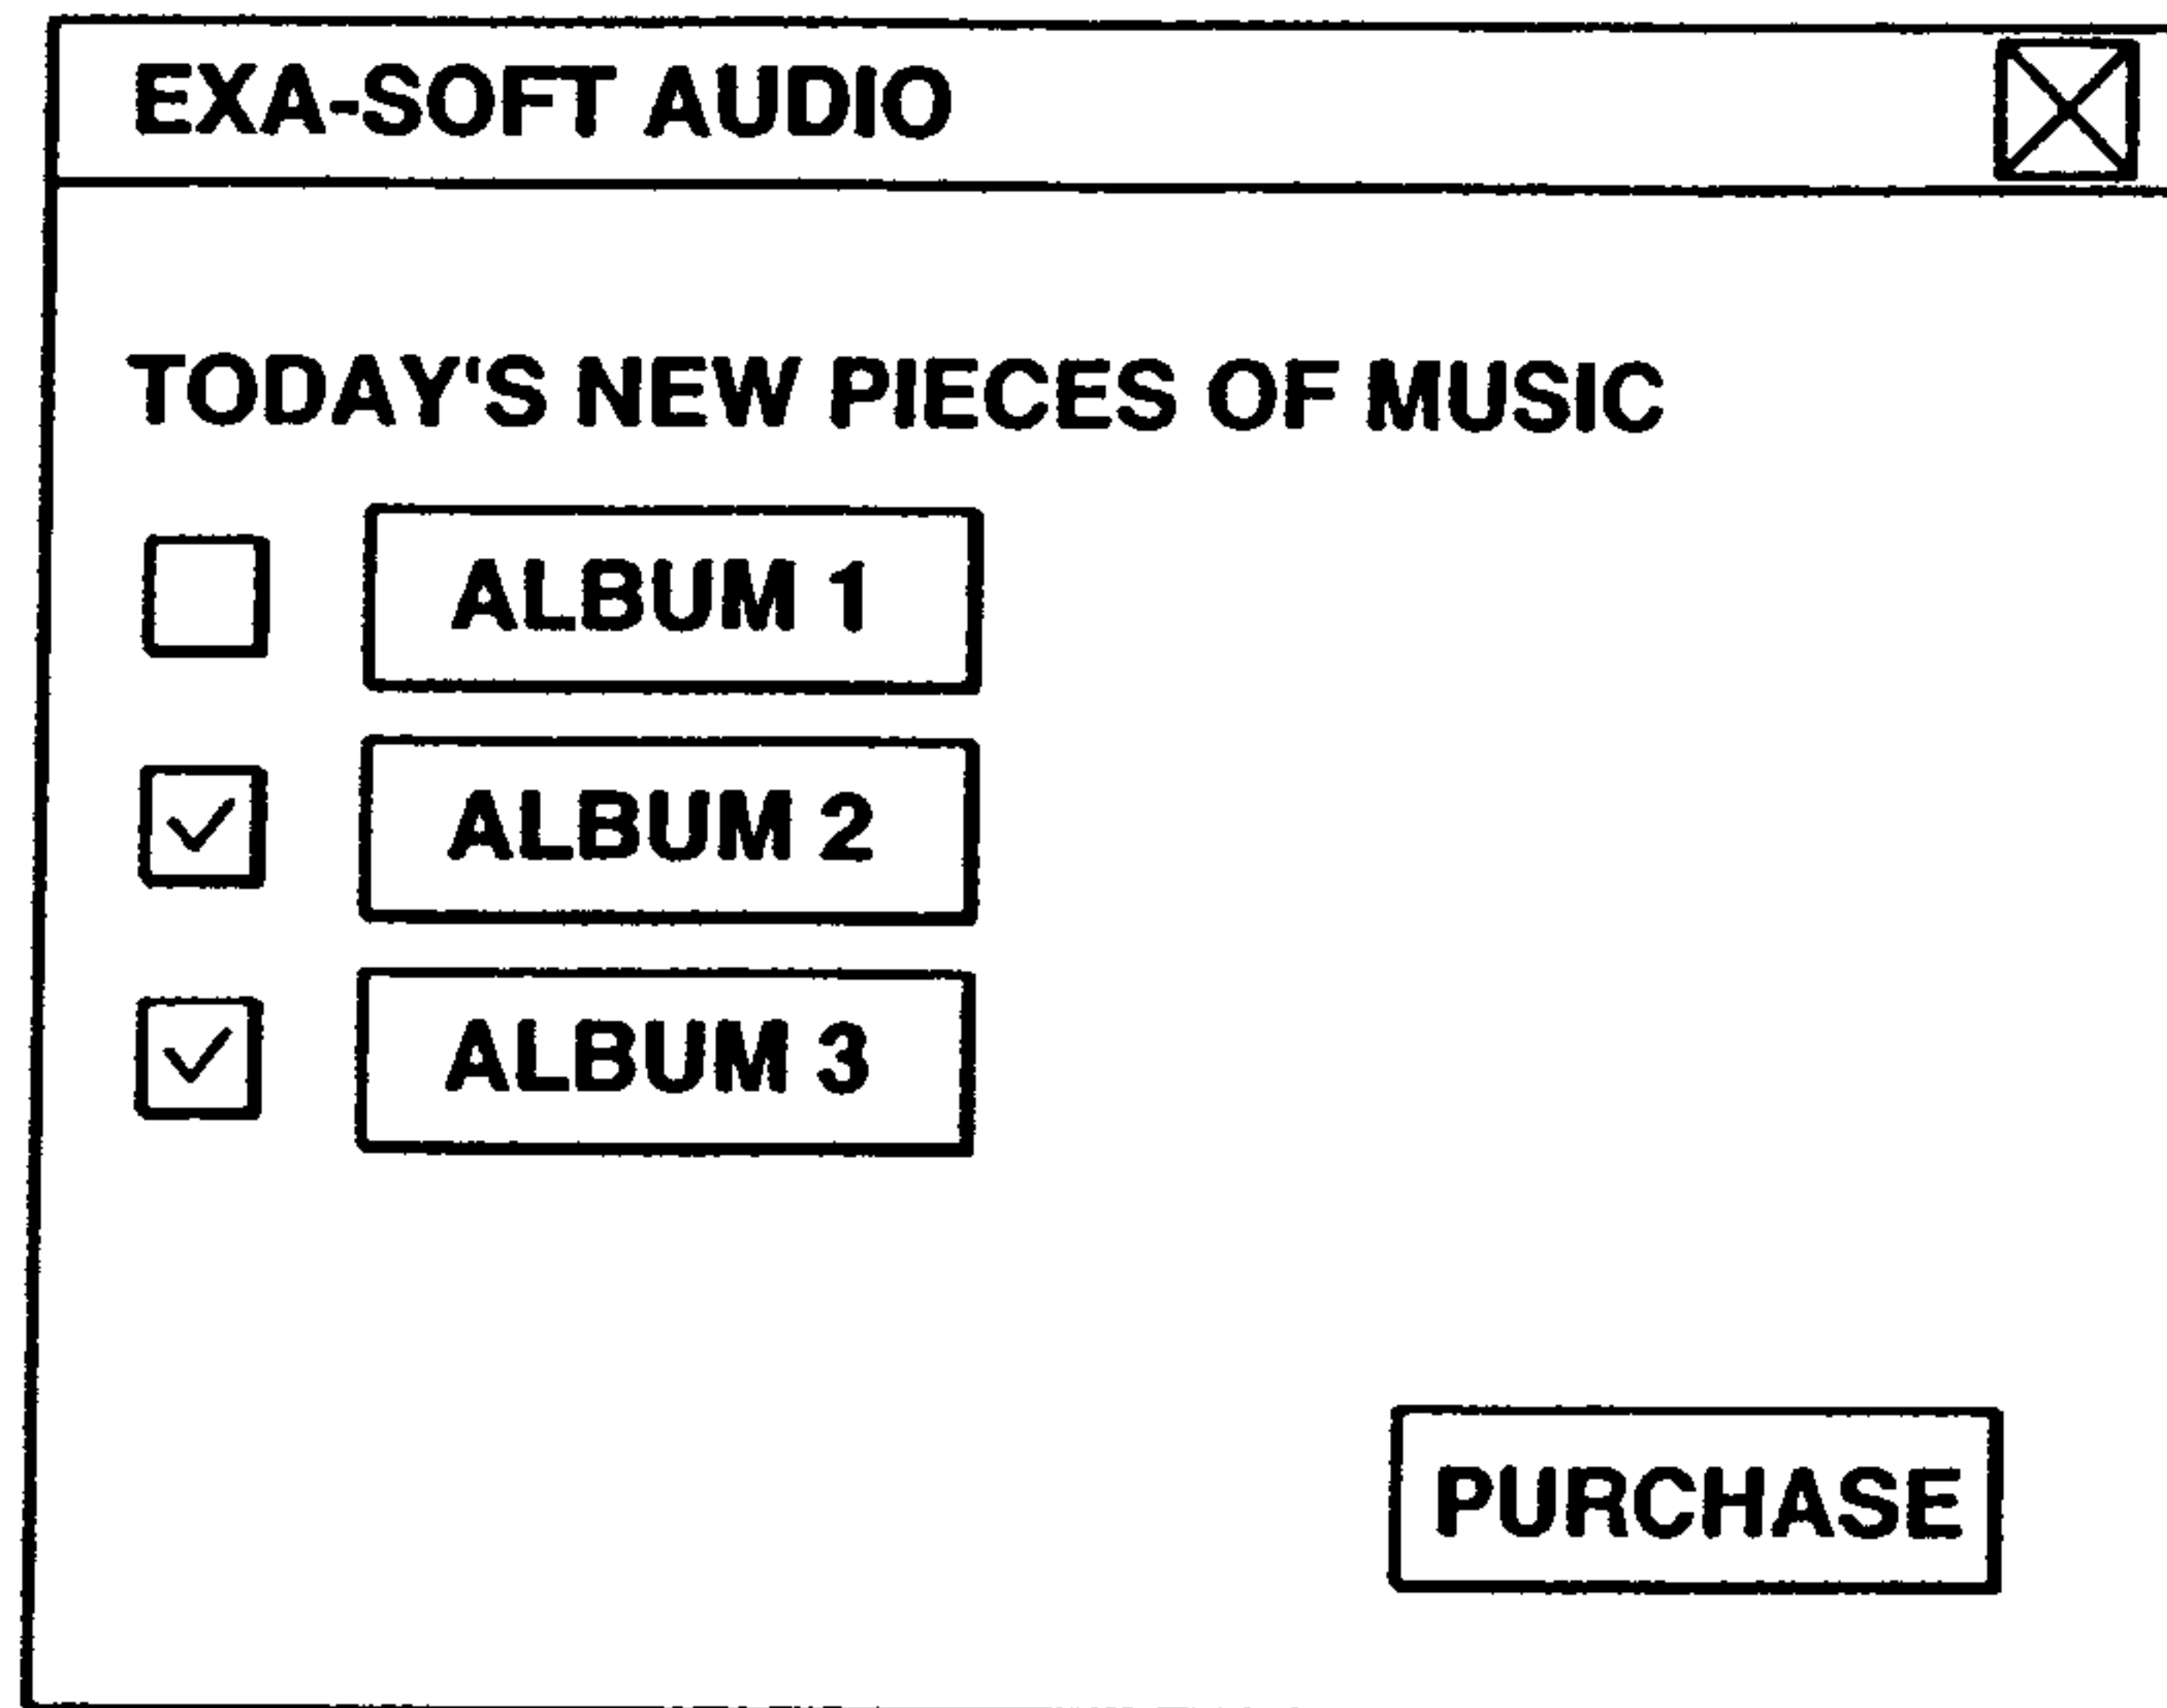 EXA-SOFT AUDIO
TODAY'S NEW PIECES OF MUSIC
ALBUM 1
ALBUM 2
ALBUM 3
PURCHASE